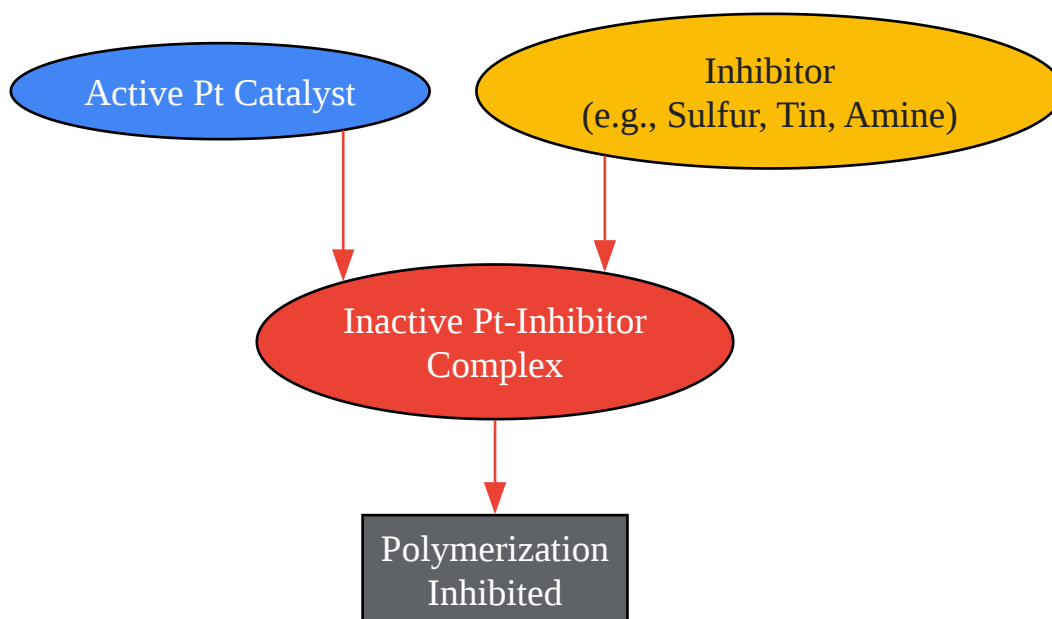 Active Pt Catalyst
Inhibitor
(e.g., Sulfur, Tin, Amine)
Inactive Pt-Inhibitor
Complex
Polymerization
Inhibited